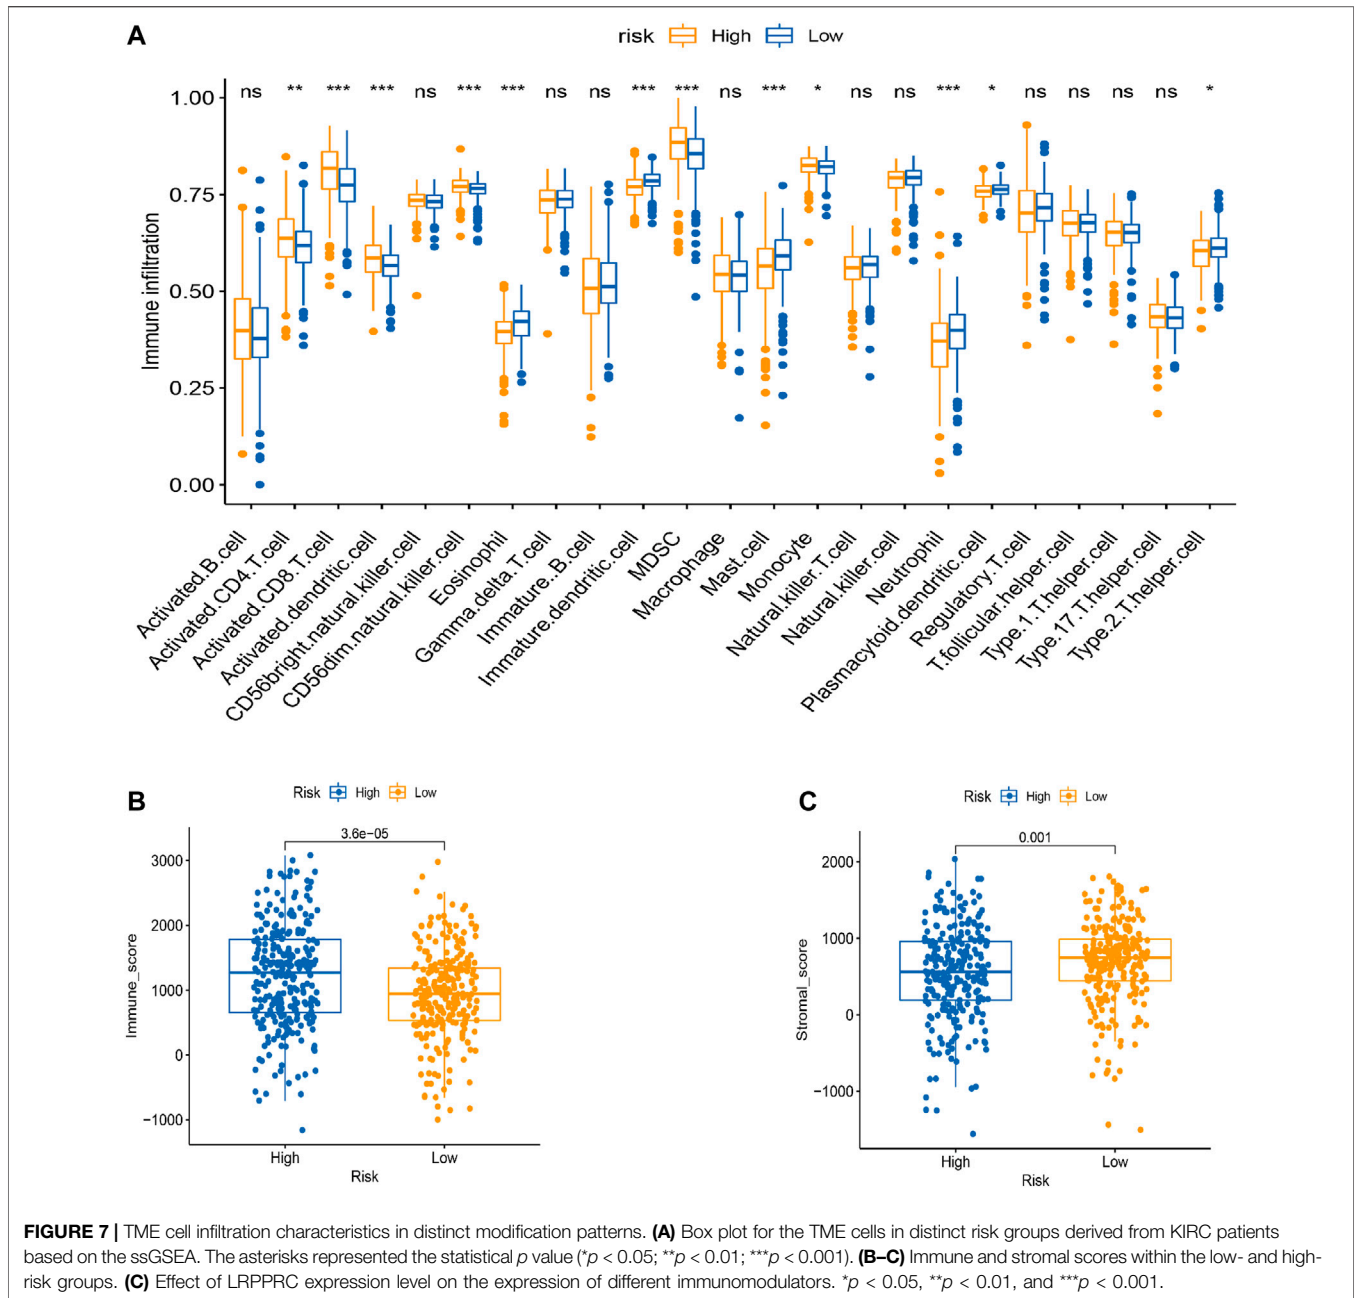 A
risk High Low
ns ** *** *** ns *** *** ns ns *** *** ns *** * ns ns *** * ns ns ns ns *
1.00
0.75
0.50
0.25
0.00
Immune infiltration
Activated.B.cell
Activated.CD4.T.cell
Activated.CD8.T.cell
Activated.dendritic.cell
CD56bright.natural.killer.cell
CD56dim.natural.killer.cell
Eosinophil
Gamma.delta.T.cell
Immature..B.cell
Immature.dendritic.cell
MDSC
Macrophage
Mast.cell
Monocyte
Natural.killer.T.cell
Natural.killer.cell
Neutrophil
Plasmacytoid.dendritic.cell
Regulatory.T.cell
T.follicular.helper.cell
Type.1.T.helper.cell
Type.17.T.helper.cell
Type.2.T.helper.cell
B
Risk High Low
3.6e−05
3000
2000
1000
0
−1000
Immune_score
High Low
Risk
C
Risk High Low
0.001
2000
1000
0
−1000
Stromal_score
High Low
Risk
FIGURE 7 | TME cell infiltration characteristics in distinct modification patterns. (A) Box plot for the TME cells in distinct risk groups derived from KIRC patients
based on the ssGSEA. The asterisks represented the statistical p value (*p < 0.05; **p < 0.01; ***p < 0.001). (B–C) Immune and stromal scores within the low- and high-
risk groups. (C) Effect of LRPPRC expression level on the expression of different immunomodulators. *p < 0.05, **p < 0.01, and ***p < 0.001.